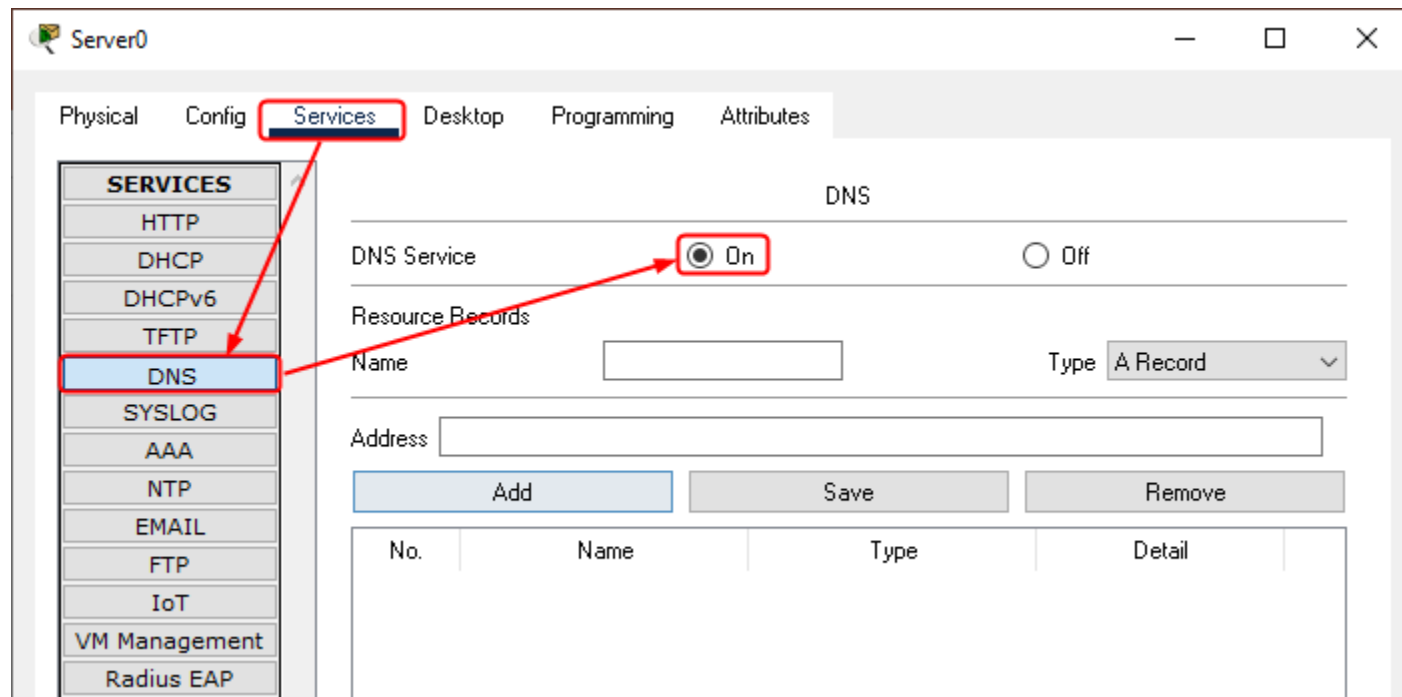 Server0
Physical Config Services Desktop Programming Attributes
SERVICES
HTTP
DHCP
DHCPv6
TFTP
DNS
SYSLOG
AAA
NTP
EMAIL
FTP
IoT
VM Management
Radius EAP
DNS
DNS Service On Off
Resource Records
Name Type A Record
Address
Add Save Remove
No. Name Type Detail